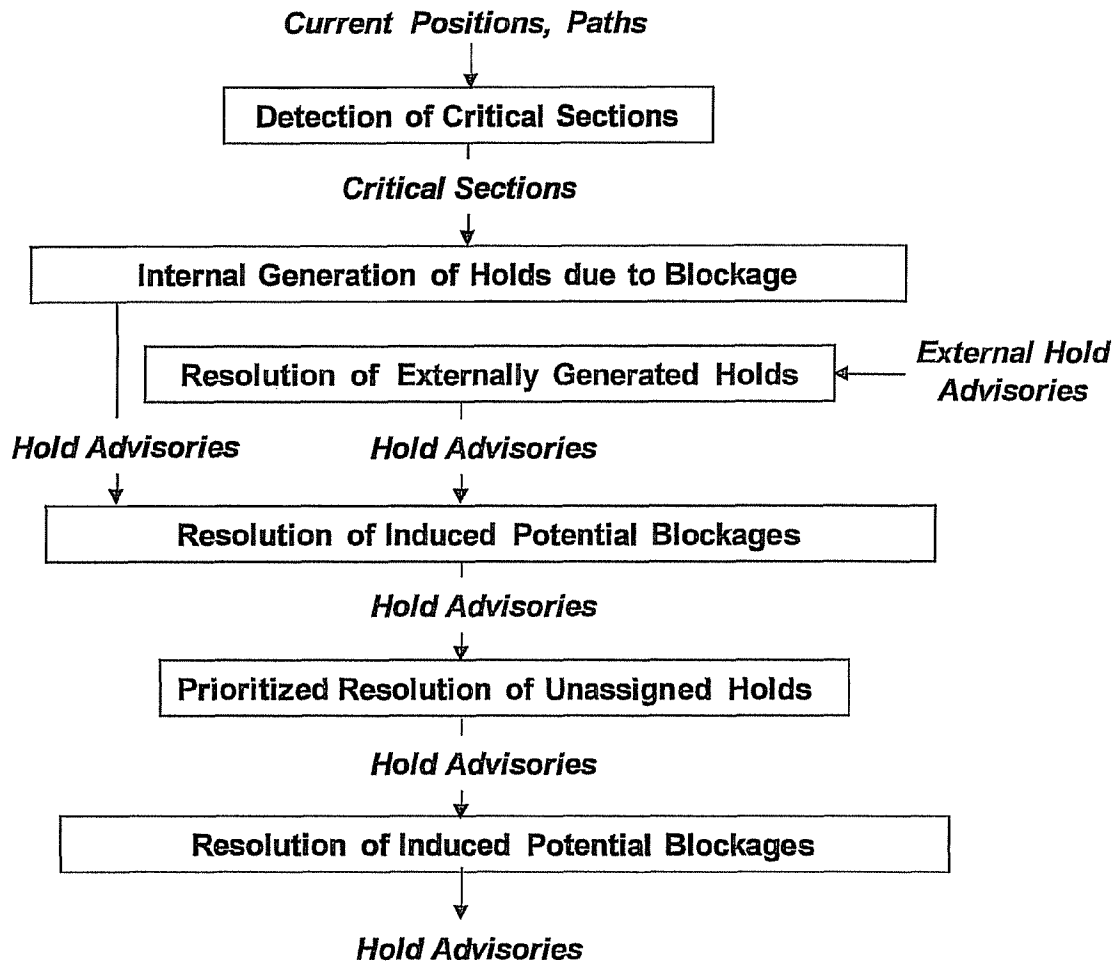 Current Positions, Paths
Detection of Critical Sections
Critical Sections
Internal Generation of Holds due to Blockage
Resolution of Externally Generated Holds
External Hold
Advisories
Hold Advisories
Hold Advisories
Resolution of Induced Potential Blockages
Hold Advisories
Prioritized Resolution of Unassigned Holds
Hold Advisories
Resolution of Induced Potential Blockages
Hold Advisories